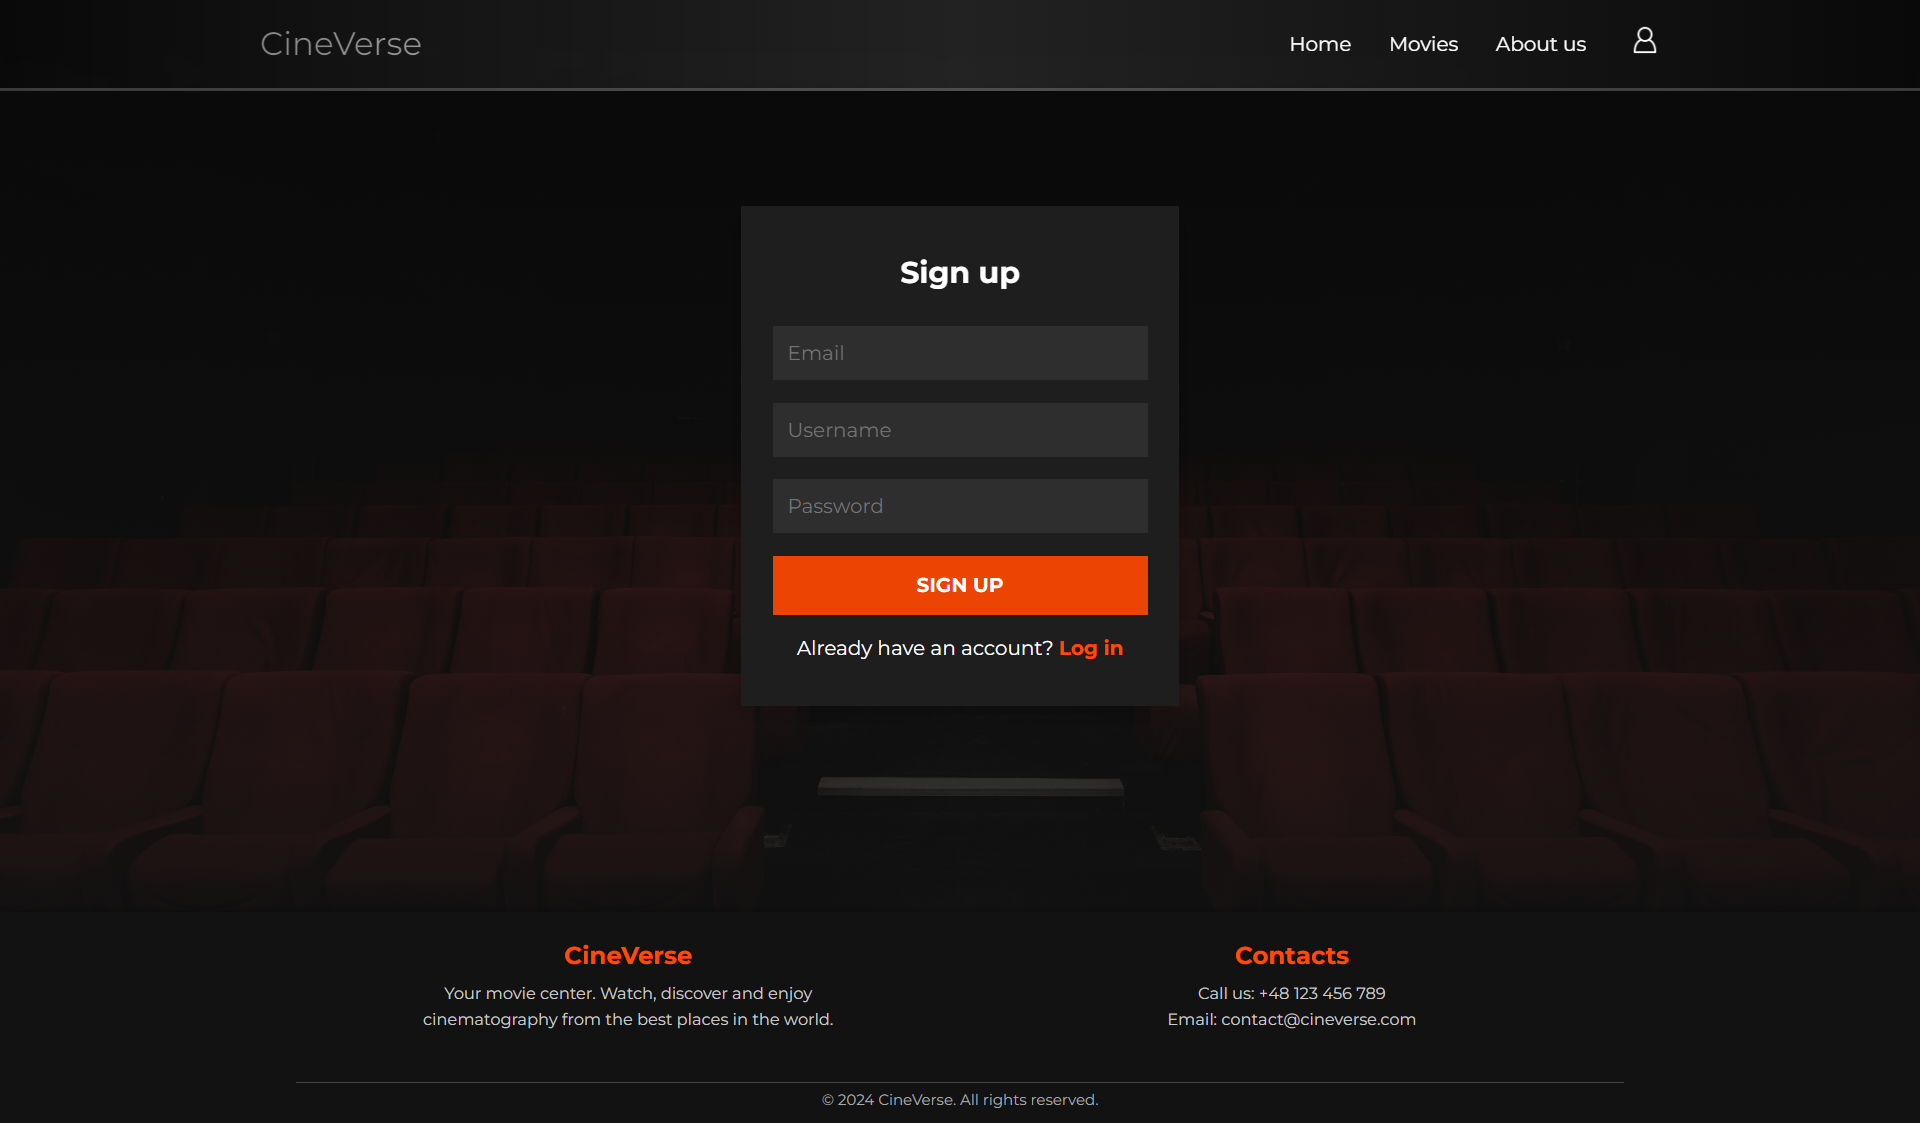 CineVerse
Home
Movies
About us
Sign up
Email
Username
Password
SIGN UP
Already have an account? Log in
CineVerse
Your movie center. Watch, discover and enjoy
cinematography from the best places in the world.
Contacts
Call us: +48 123 456 789
Email: contact@cineverse.com
© 2024 CineVerse. All rights reserved.